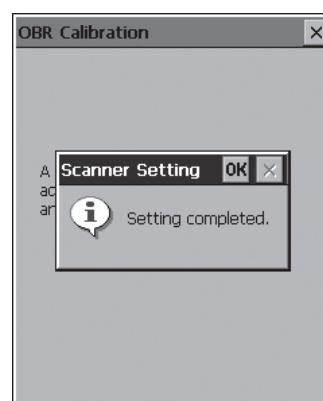 OBR Calibration
A
Scanner Setting OK
ac
ar
Setting completed.